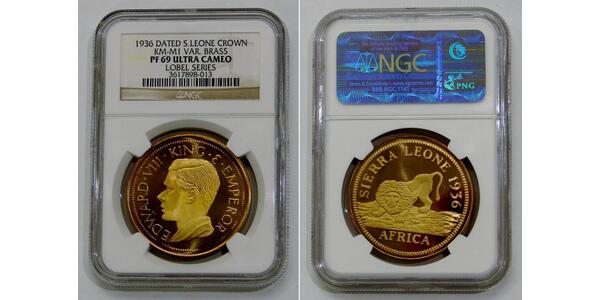 1936 DATED S.LEONE CROWN
KM-M1 VAR. BRASS
PF 69 ULTRA CAMEO
LOBEL SERIES
3617898-013
NGC
EDWARD·VIII·KING·&·EMPEROR
NGC
PNG
SIERRA LEONE 1936
AFRICA